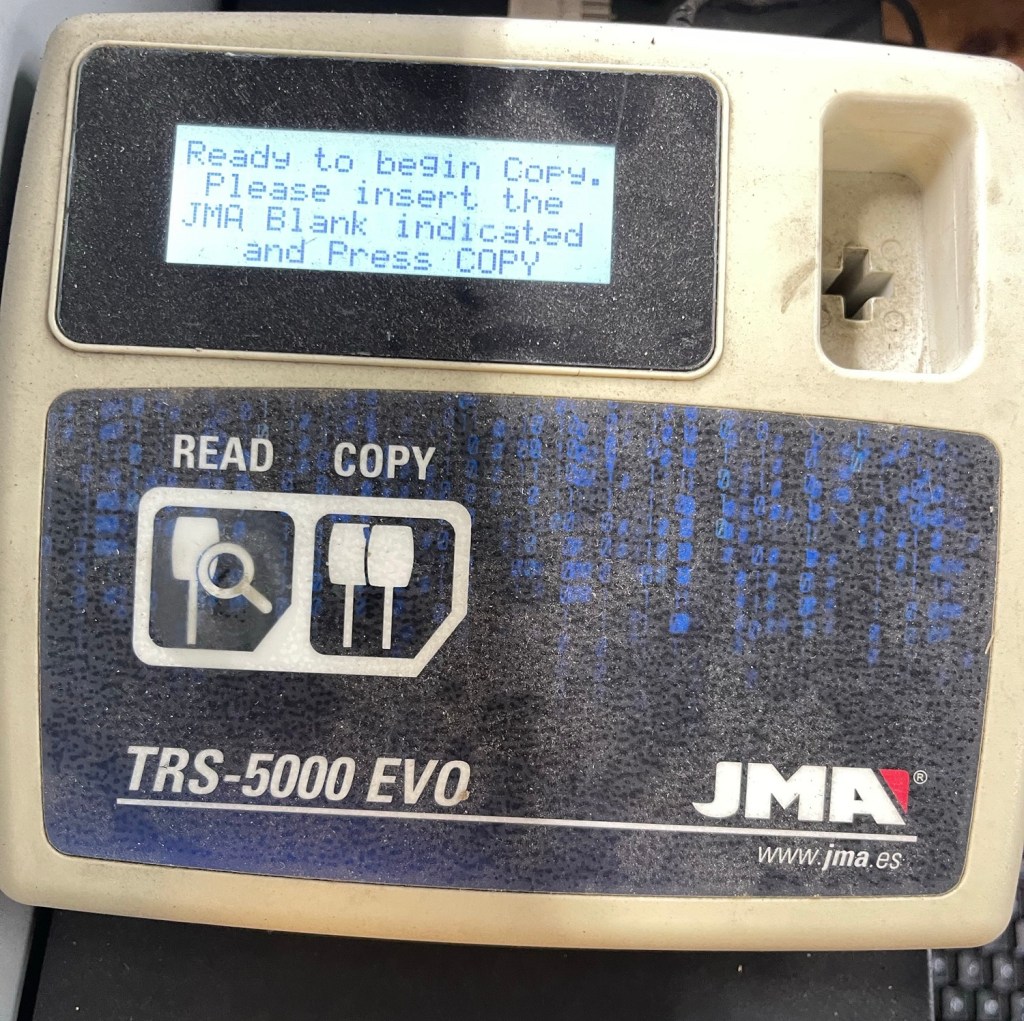 Ready to begin Copy.
Please insert the
JMA Blank indicated
and Press COPY
READ COPY
TRS-5000 EVO
JMA®
www.jma.es